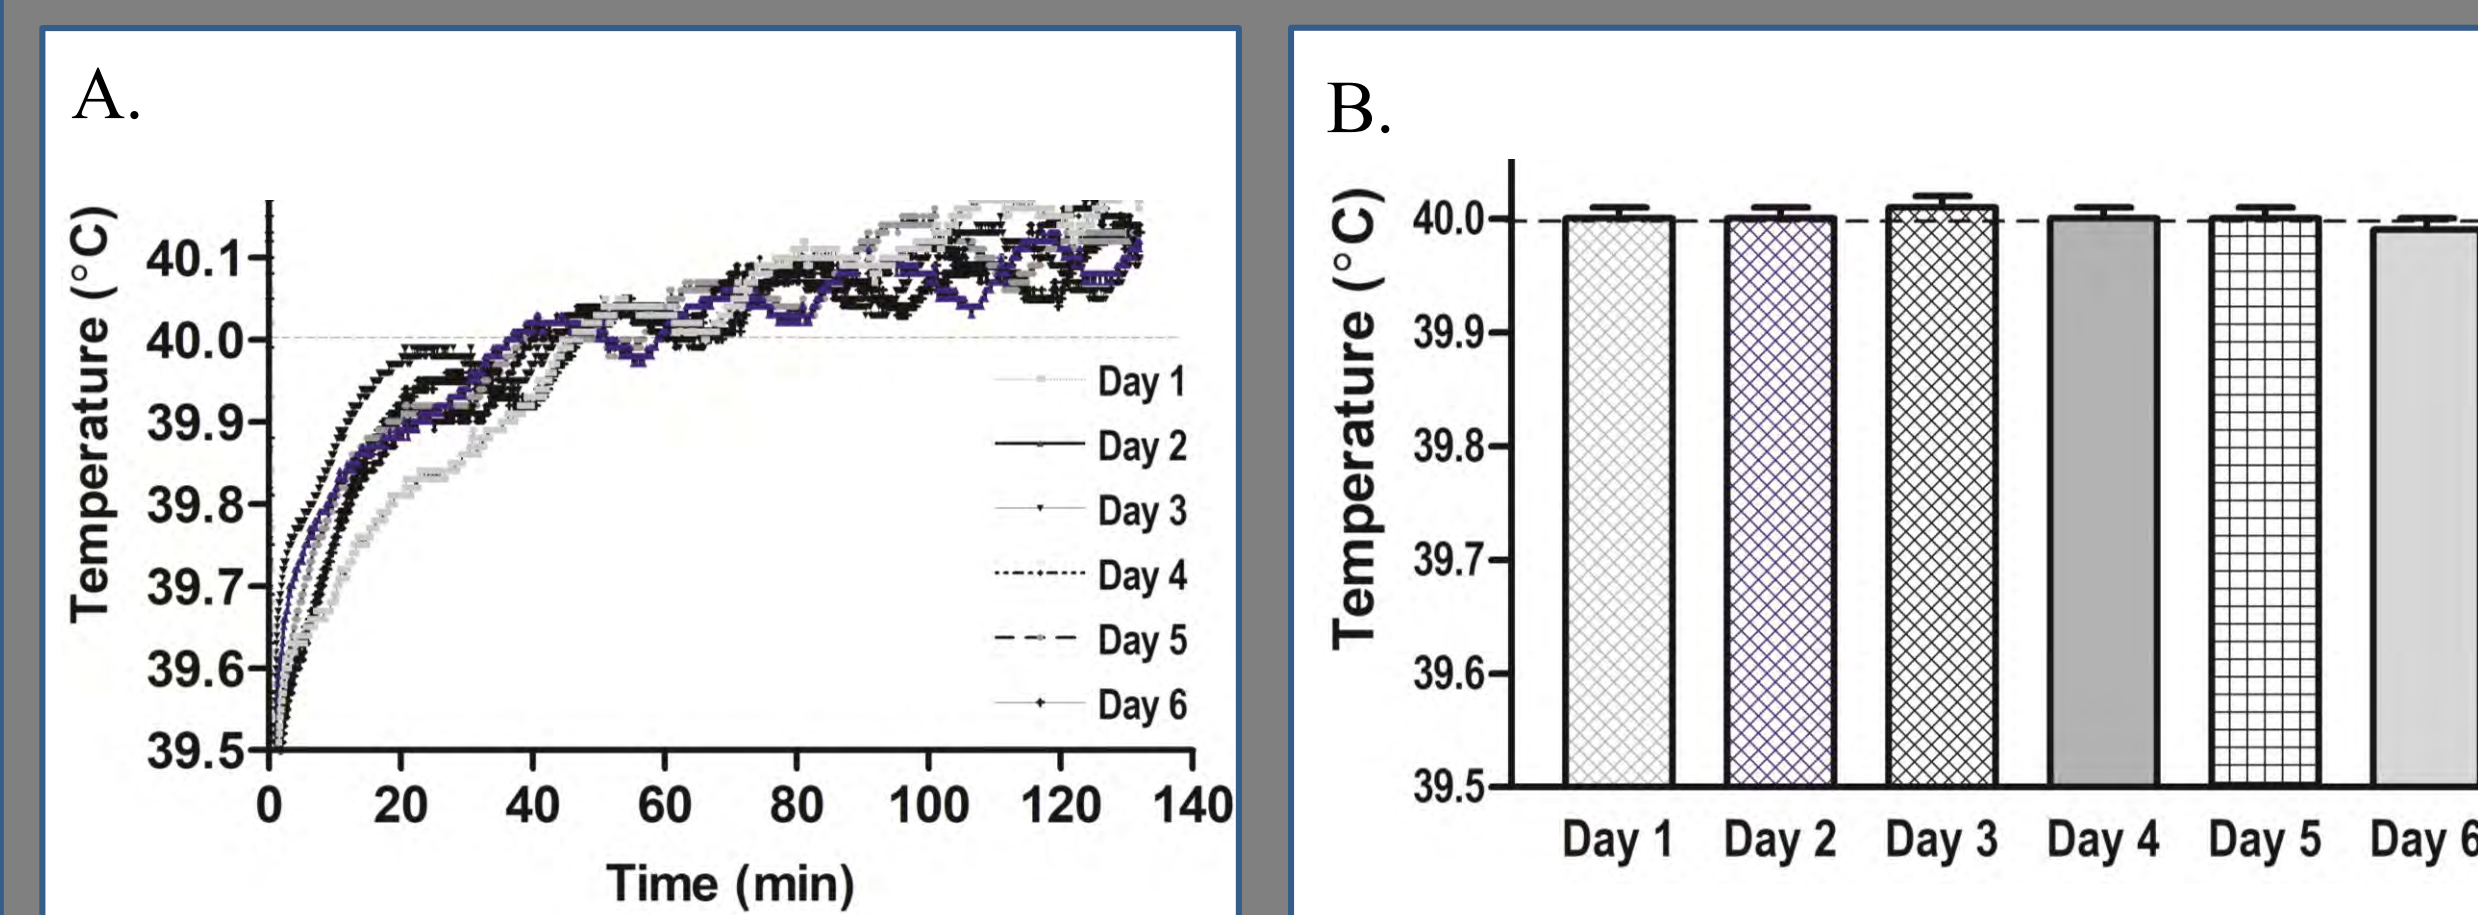 A.
Temperature (°C)
40.1
40.0
39.9
39.8
39.7
39.6
39.5
0 20 40 60 80 100 120 140
Time (min)
Day 1
Day 2
Day 3
Day 4
Day 5
Day 6
B.
Temperature (°C)
40.0
39.9
39.8
39.7
39.6
39.5
Day 1 Day 2 Day 3 Day 4 Day 5 Day 6